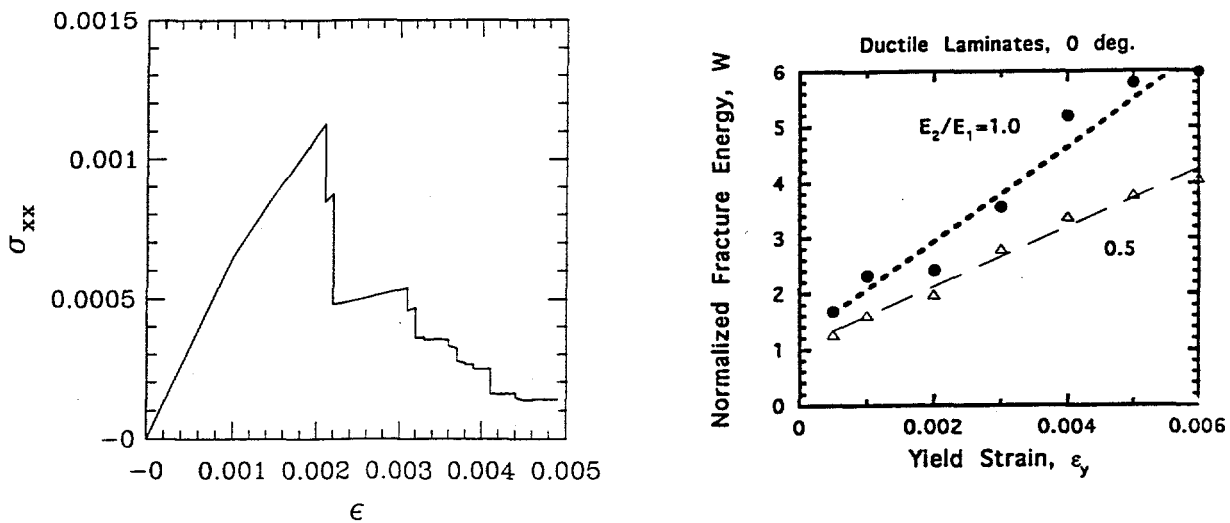 0.0015
0.001
0.0005
−0
−0 0.001 0.002 0.003 0.004 0.005
σxx
ϵ
Ductile Laminates, 0 deg.
6
5
4
3
2
1
0
0 0.002 0.004 0.006
E2/E1=1.0
0.5
Normalized Fracture Energy, W
Yield Strain, εy